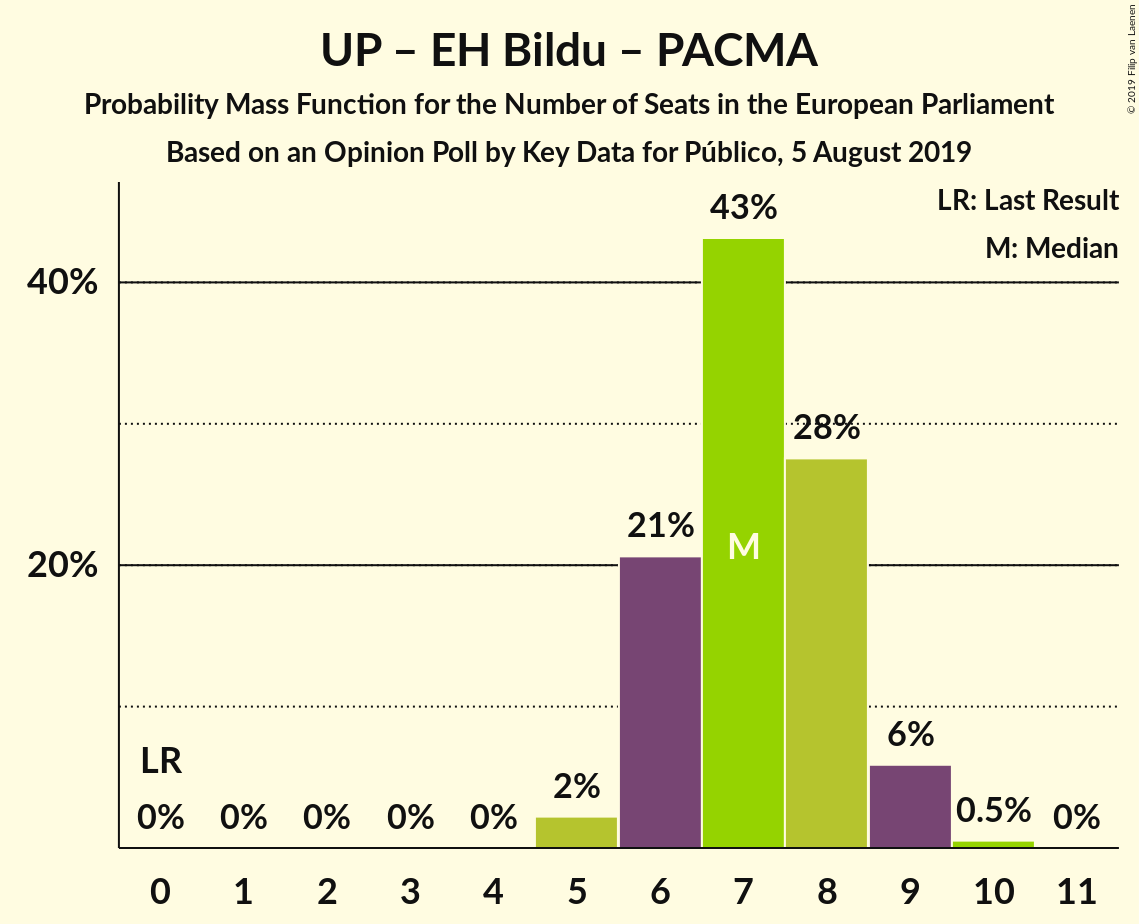 UP – EH Bildu – PACMA
Probability Mass Function for the Number of Seats in the European Parliament
Based on an Opinion Poll by Key Data for Público, 5 August 2019
© 2019 Filip van Laenen
LR: Last Result
M: Median
43%
40%
28%
21%
M
20%
6%
LR
2%
0% 0% 0% 0% 0% 0.5% 0%
0 1 2 3 4 5 6 7 8 9 10 11